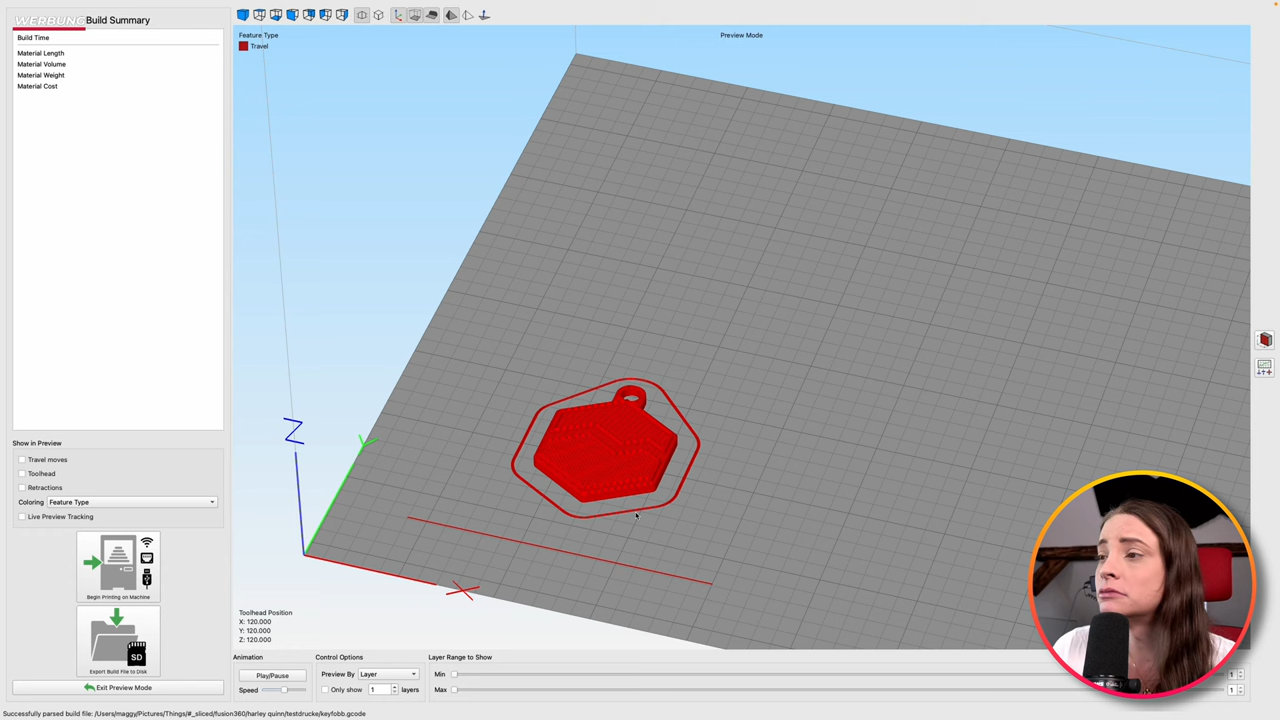 WERBUNG Build Summary
Build Time
Material Length
Material Volume
Material Weight
Material Cost
Show in Preview
Travel moves
Toolhead
Retractions
Coloring Feature Type
Live Preview Tracking
Begin Printing on Machine
SD
Export Build File to Disk
Exit Preview Mode
Feature Type
Travel
Preview Mode
Z
Y
X
Toolhead Position
X: 120.000
Y: 120.000
Z: 120.000
Animation
Play/Pause
Speed
Control Options
Preview By Layer
Only show 1 layers
Layer Range to Show
Min 1
Max 1
Successfully parsed build file: /Users/maggy/Pictures/Things/#_sliced/fusion360/harley quinn/testdrucke/keyfobb.gcode